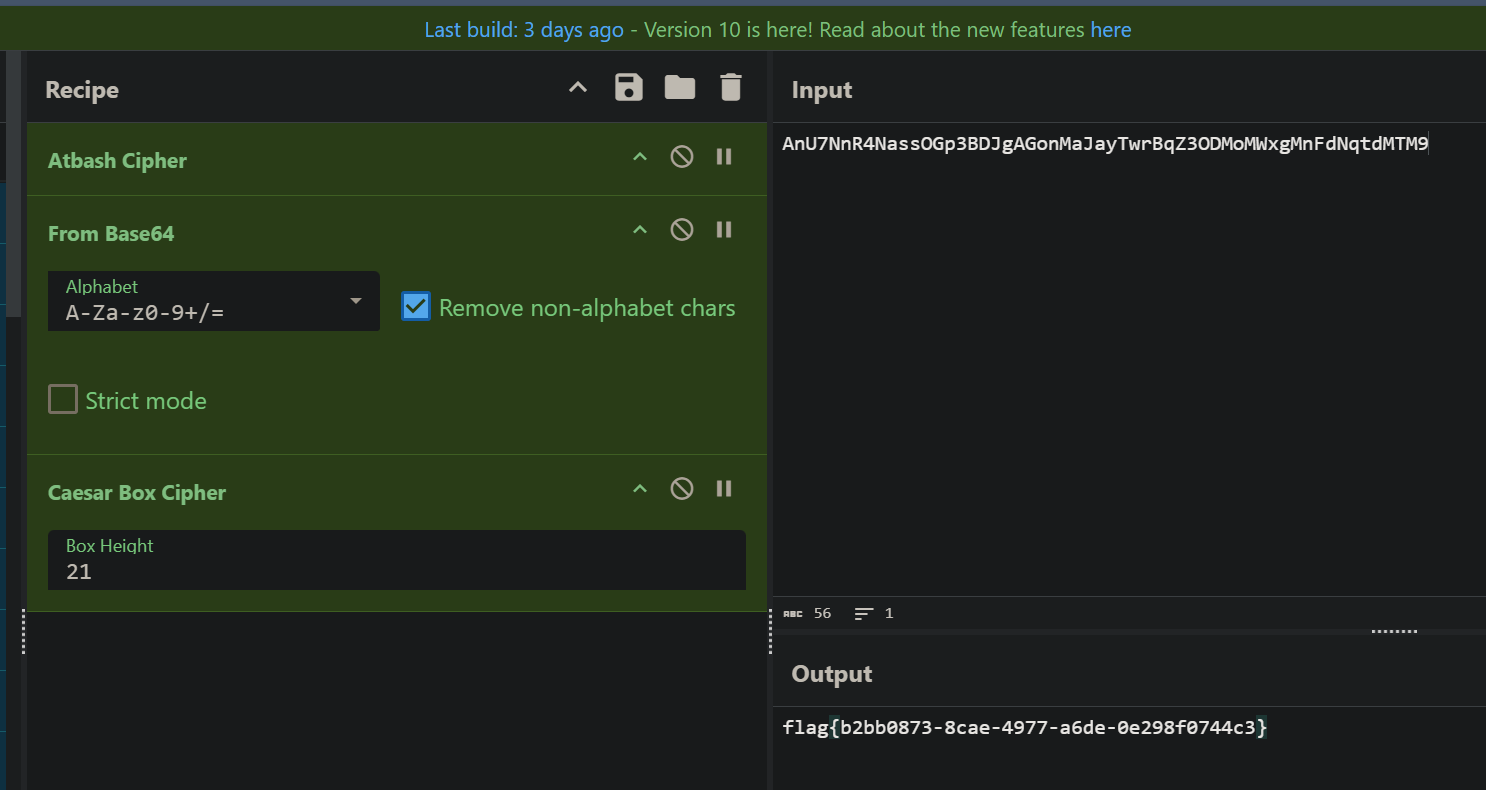 Last build: 3 days ago - Version 10 is here! Read about the new features here
Recipe
Atbash Cipher
From Base64
Alphabet
A-Za-z0-9+/=
Remove non-alphabet chars
Strict mode
Caesar Box Cipher
Box Height
21
Input
AnU7NnR4NassOGp3BDJgAGonMaJayTwrBqZ3ODMoMWxgMnFdNqtdMTM9
ABC 56 1
Output
flag{b2bb0873-8cae-4977-a6de-0e298f0744c3}